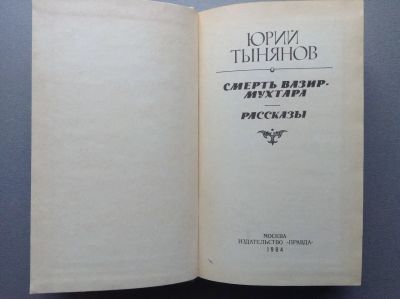 ЮРИЙ
ТЫНЯНОВ
СМЕРТЬ ВАЗИР-
МУХТАРА
РАССКАЗЫ
МОСКВА
ИЗДАТЕЛЬСТВО «ПРАВДА»
1984